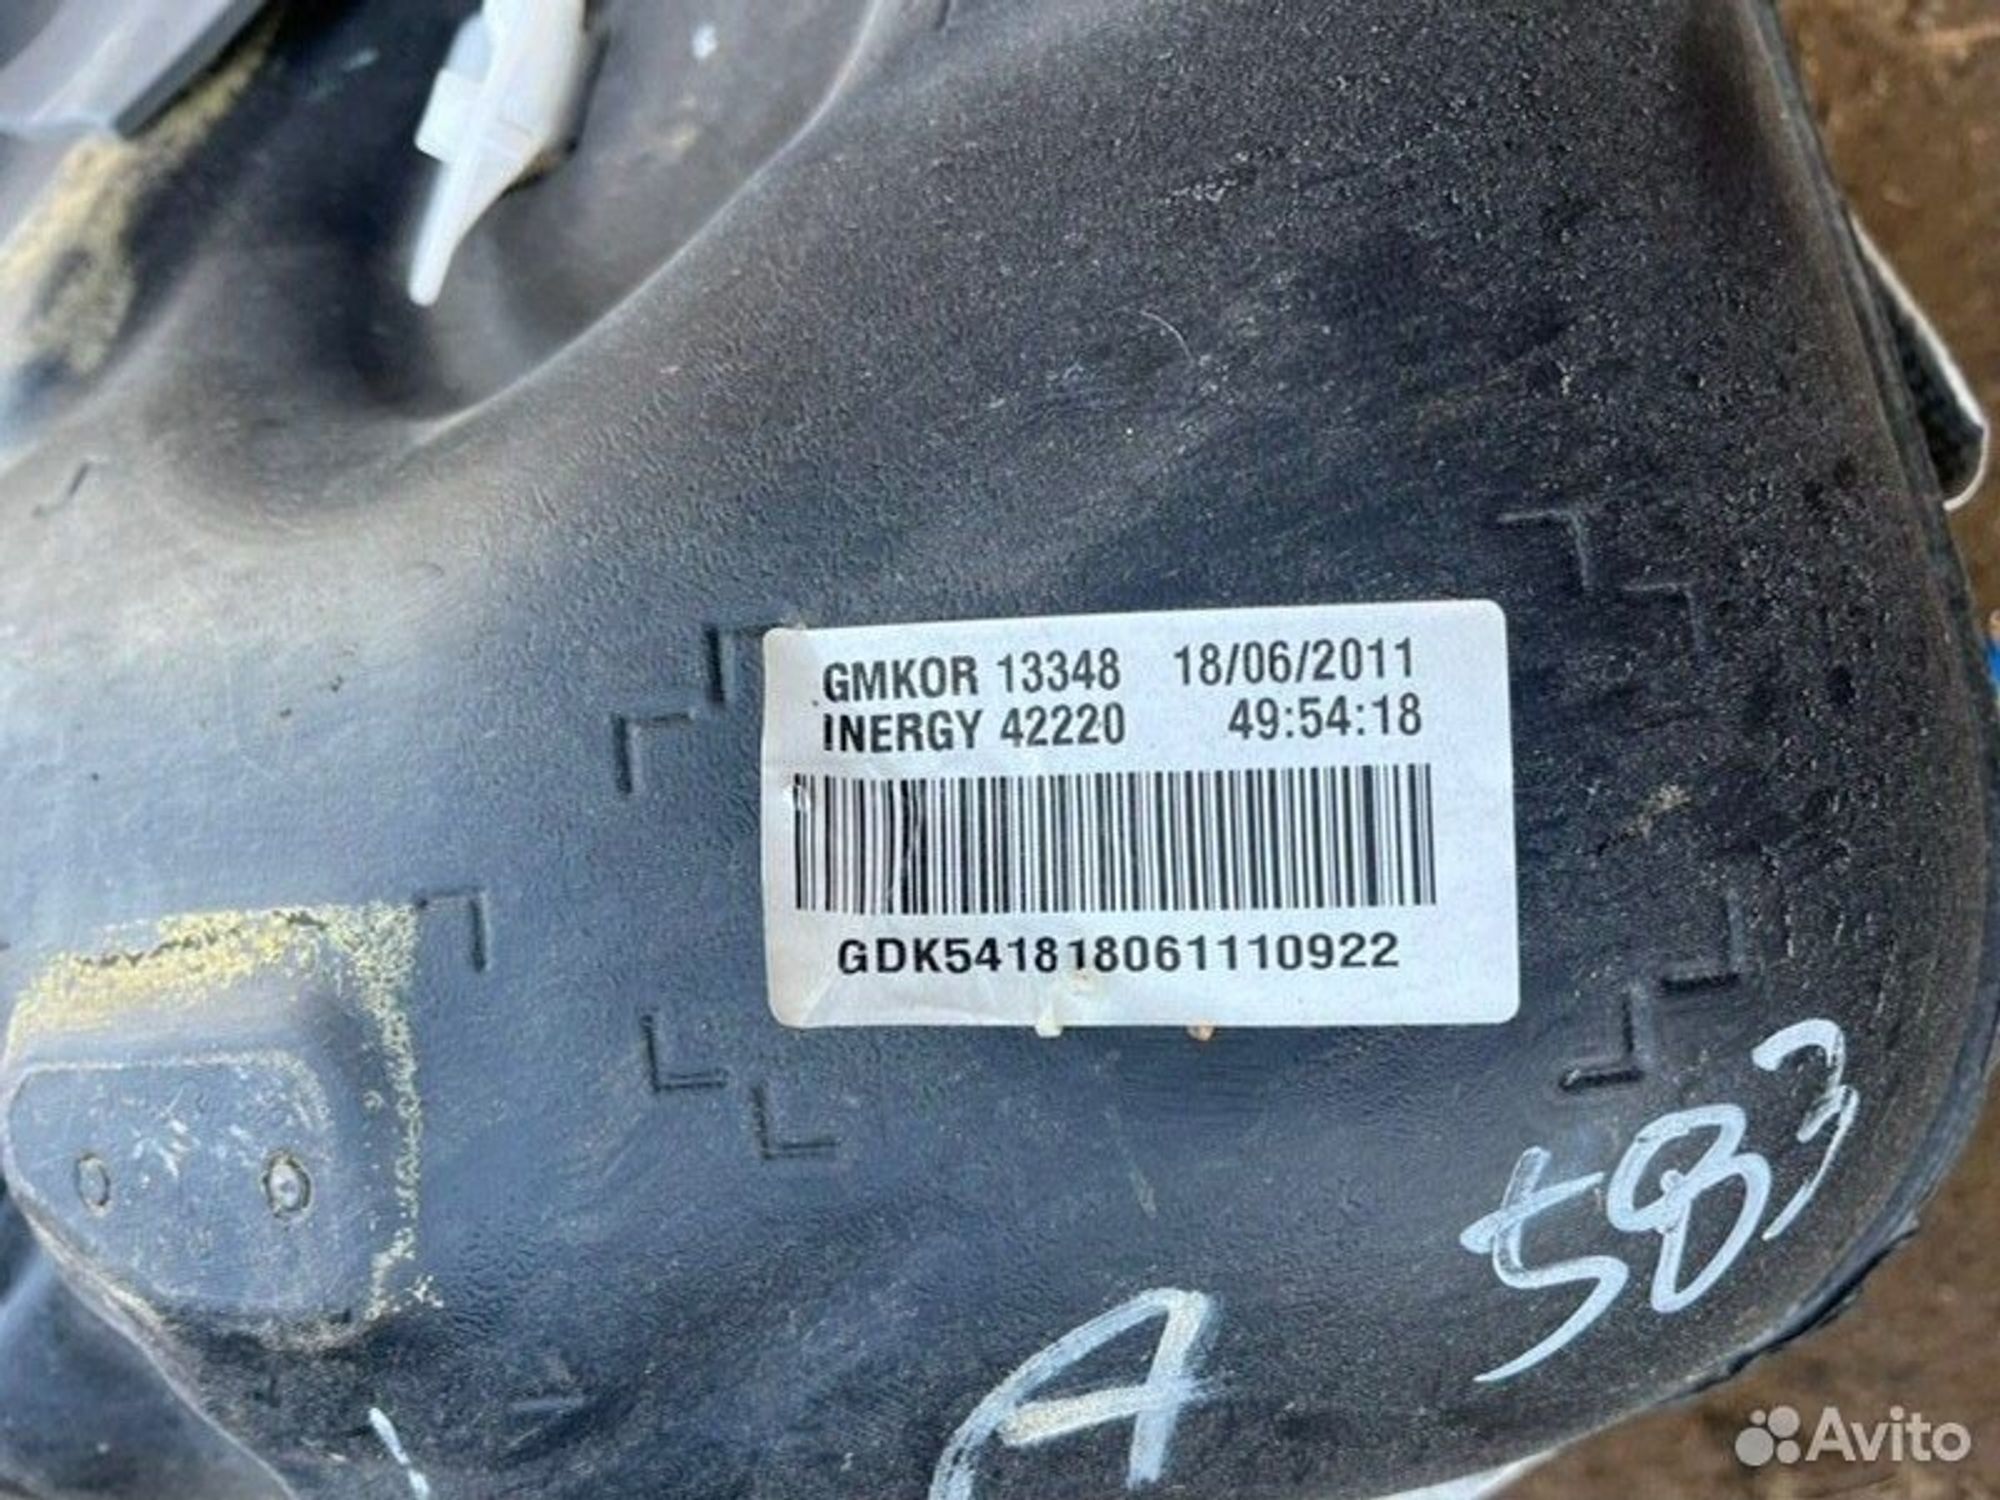 GMKOR 13348 18/06/2011
INERGY 42220 49:54:18
GDK541818061110922
583
A
Avito